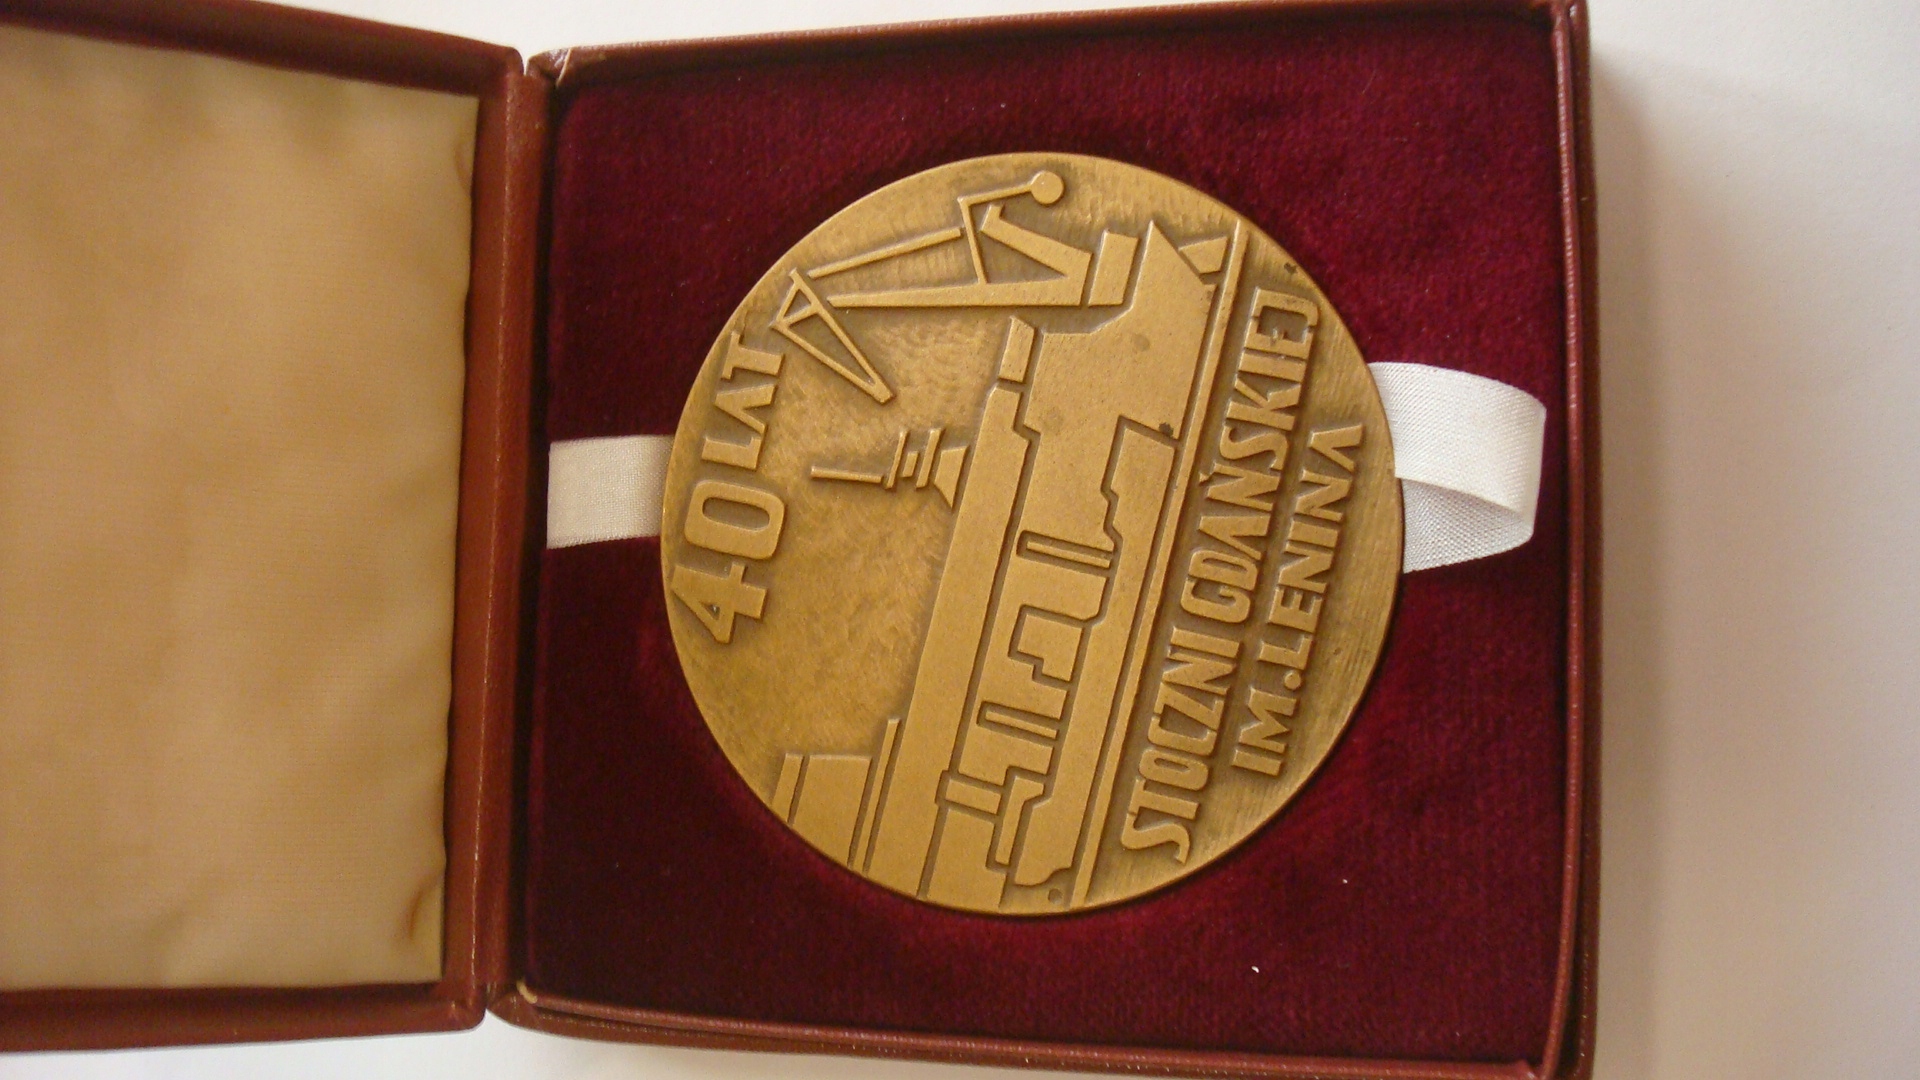 40 LAT
STOCZNI GDAŃSKIEJ
IM. LENINA